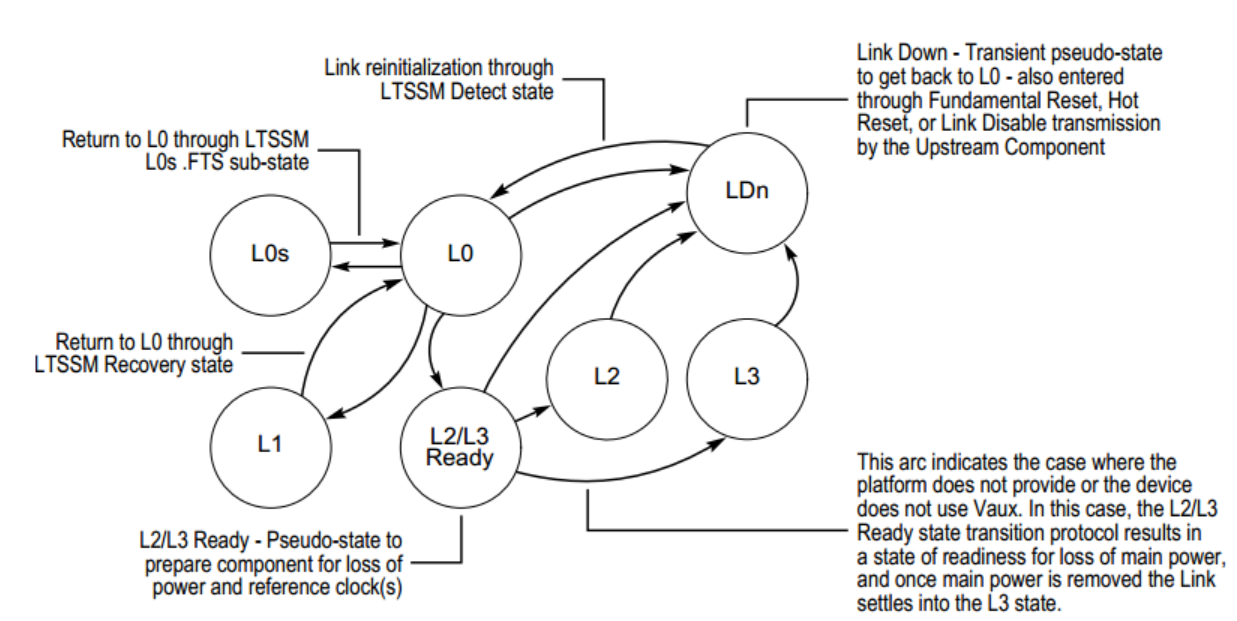 Link Down - Transient pseudo-state
to get back to L0 - also entered
through Fundamental Reset, Hot
Reset, or Link Disable transmission
by the Upstream Component
Link reinitialization through
LTSSM Detect state
Return to L0 through LTSSM
L0s .FTS sub-state
LDn
L0s
L0
Return to L0 through
LTSSM Recovery state
L2
L3
L1
L2/L3
Ready
This arc indicates the case where the
platform does not provide or the device
does not use Vaux. In this case, the L2/L3
Ready state transition protocol results in
a state of readiness for loss of main power,
and once main power is removed the Link
settles into the L3 state.
L2/L3 Ready - Pseudo-state to
prepare component for loss of
power and reference clock(s)